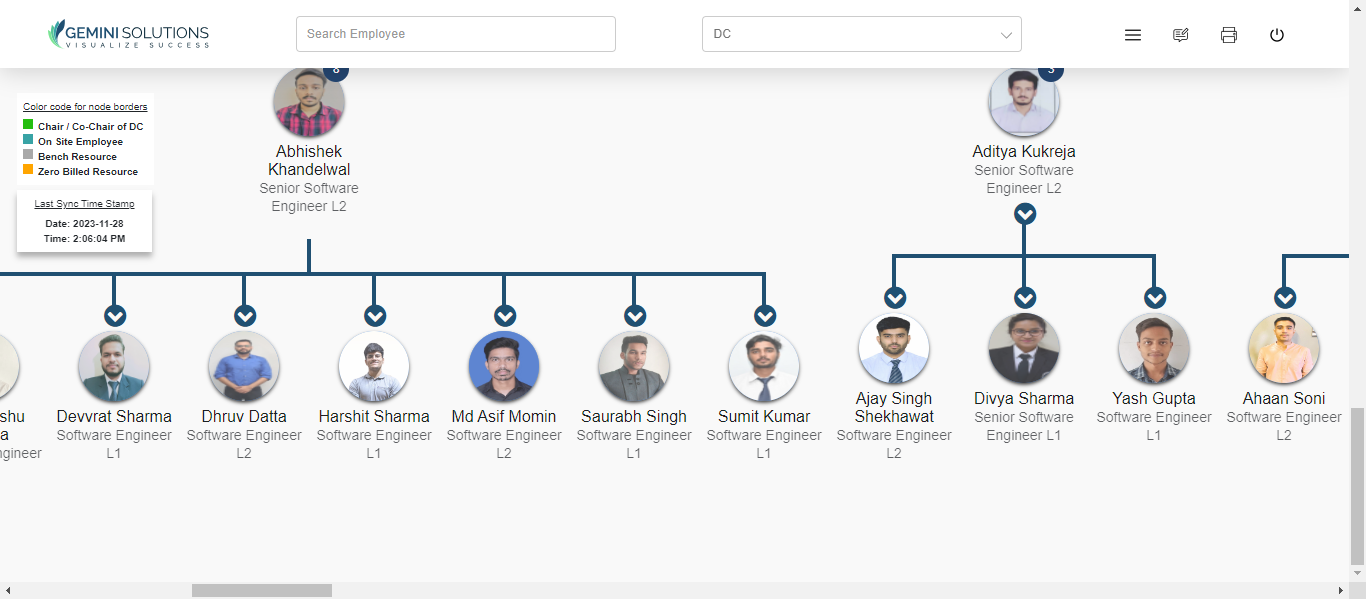 GEMINI SOLUTIONS
VISUALIZE SUCCESS
Search Employee
DC
Color code for node borders
Chair / Co-Chair of DC
On Site Employee
Bench Resource
Zero Billed Resource
Last Sync Time Stamp
Date: 2023-11-28
Time: 2:06:04 PM
Abhishek
Khandelwal
Senior Software
Engineer L2
Aditya Kukreja
Senior Software
Engineer L2
Devvrat Sharma
Software Engineer
L1
Dhruv Datta
Software Engineer
L2
Harshit Sharma
Software Engineer
L1
Md Asif Momin
Software Engineer
L2
Saurabh Singh
Software Engineer
L1
Sumit Kumar
Software Engineer
L1
Ajay Singh
Shekhawat
Software Engineer
L2
Divya Sharma
Senior Software
Engineer L1
Yash Gupta
Software Engineer
L1
Ahaan Soni
Software Engineer
L2